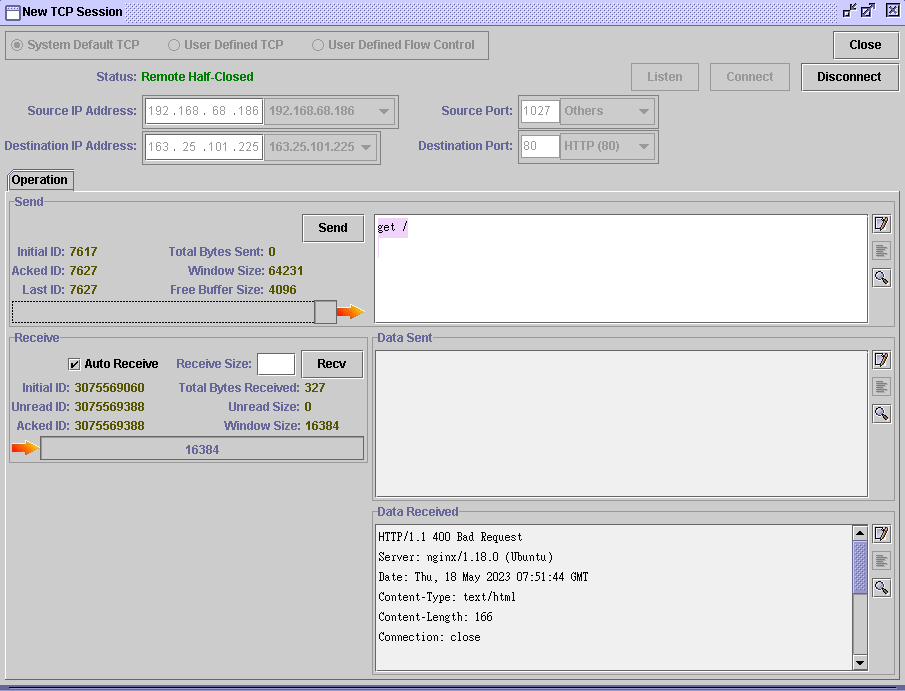 New TCP Session
System Default TCP User Defined TCP User Defined Flow Control Close
Status: Remote Half-Closed Listen Connect Disconnect
Source IP Address: 192.168. 68 .186 192.168.68.186 Source Port: 1027 Others
Destination IP Address: 163. 25 .101.225 163.25.101.225 Destination Port: 80 HTTP (80)
Operation
Send
Send
get /
Initial ID: 7617 Total Bytes Sent: 0
Acked ID: 7627 Window Size: 64231
Last ID: 7627 Free Buffer Size: 4096
Receive
Auto Receive Receive Size: Recv
Initial ID: 3075569060 Total Bytes Received: 327
Unread ID: 3075569388 Unread Size: 0
Acked ID: 3075569388 Window Size: 16384
16384
Data Sent
Data Received
HTTP/1.1 400 Bad Request
Server: nginx/1.18.0 (Ubuntu)
Date: Thu, 18 May 2023 07:51:44 GMT
Content-Type: text/html
Content-Length: 166
Connection: close